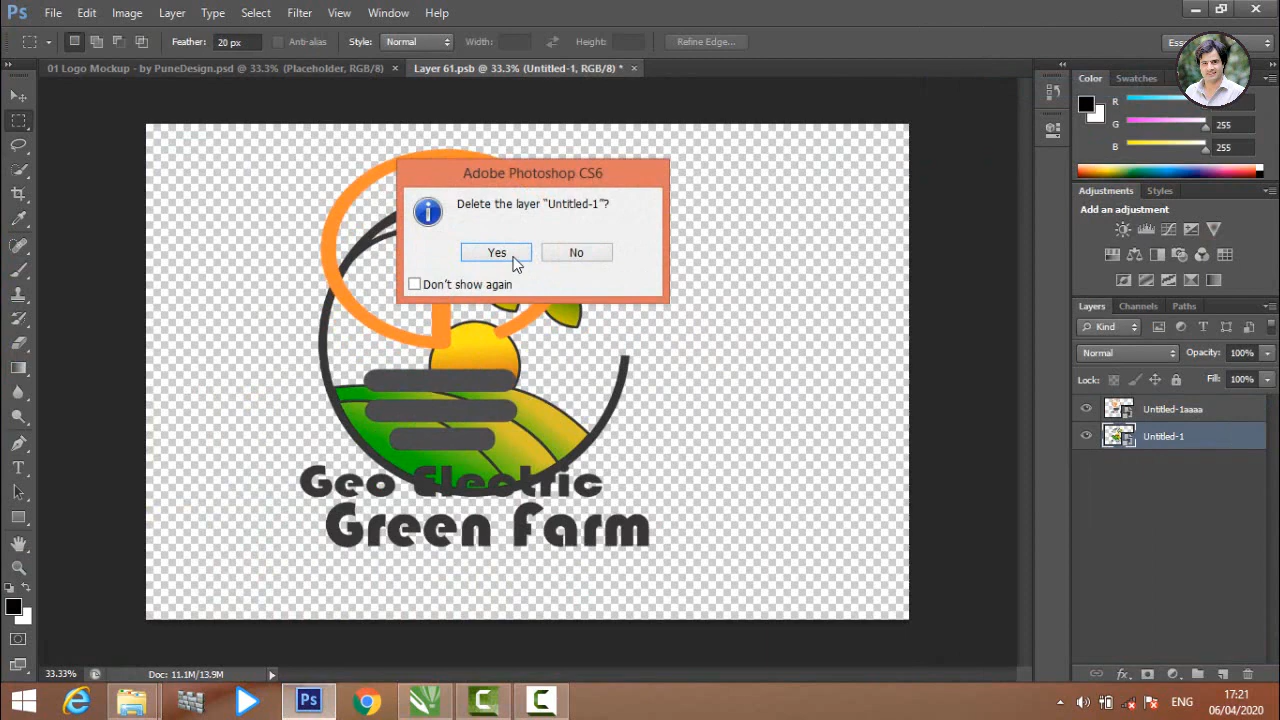 Ps File Edit Image Layer Type Select Filter View Window Help
Feather: 20 px Anti-alias Style: Normal Width: Height: Refine Edge...
01 Logo Mockup - by PuneDesign.psd @ 33.3% (Placeholder, RGB/8) × Layer 61.psb @ 33.3% (Untitled-1, RGB/8) * ×
Color Swatches
R
G 255
B 255
Adjustments Styles
Add an adjustment
Layers Channels Paths
Kind
Normal Opacity: 100%
Lock: Fill: 100%
Untitled-1aaaa
Untitled-1
Adobe Photoshop CS6
Delete the layer "Untitled-1"?
Yes No
Don't show again
Geo Electric
Green Farm
33.33% Doc: 11.1M/13.9M
Ps
ENG
17:21
06/04/2020